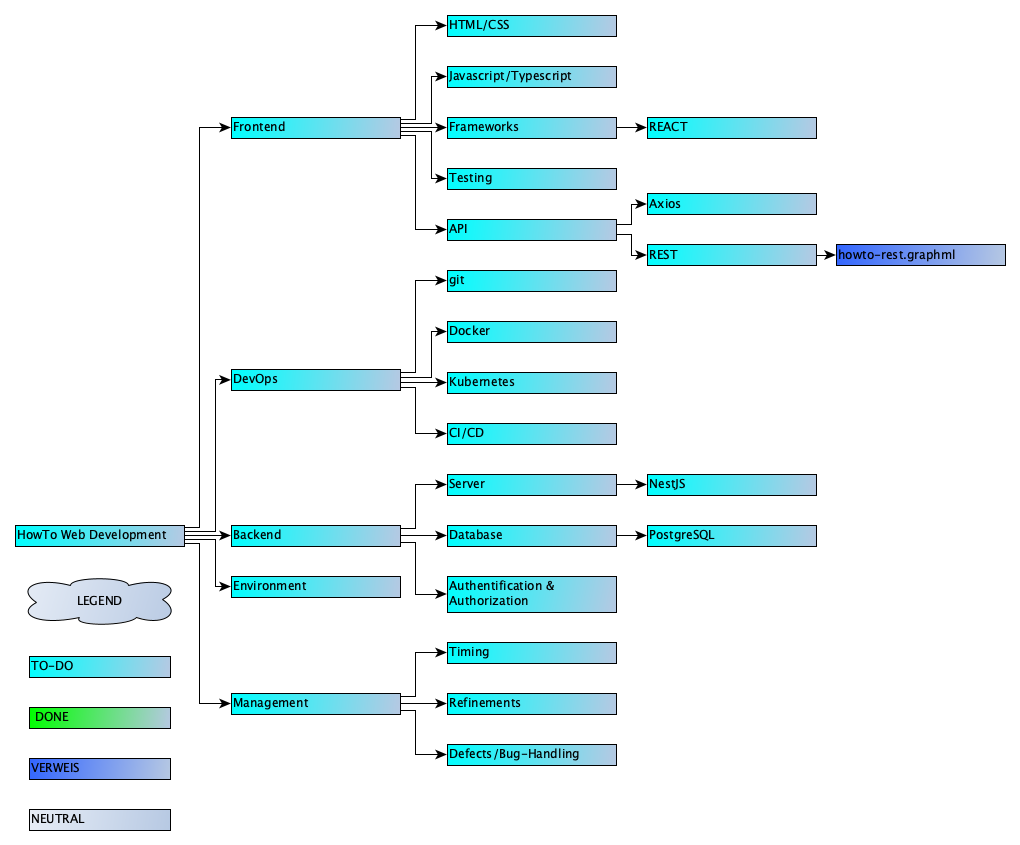 HTML/CSS
Javascript/Typescript
Frontend
Frameworks
REACT
Testing
Axios
API
REST
howto-rest.graphml
git
Docker
DevOps
Kubernetes
CI/CD
Server
NestJS
HowTo Web Development
Backend
Database
PostgreSQL
Environment
Authentification &
Authorization
LEGEND
Timing
TO-DO
Management
Refinements
DONE
Defects/Bug-Handling
VERWEIS
NEUTRAL